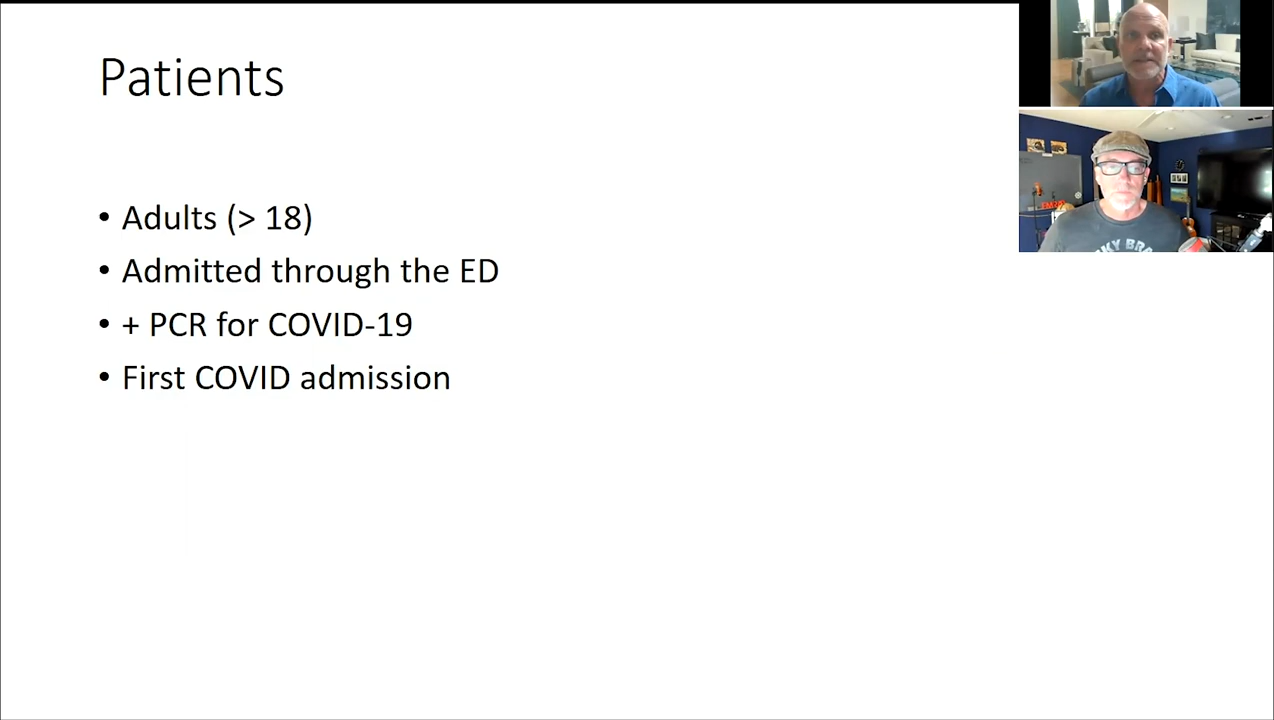 Patients
• Adults (> 18)
• Admitted through the ED
• + PCR for COVID-19
• First COVID admission